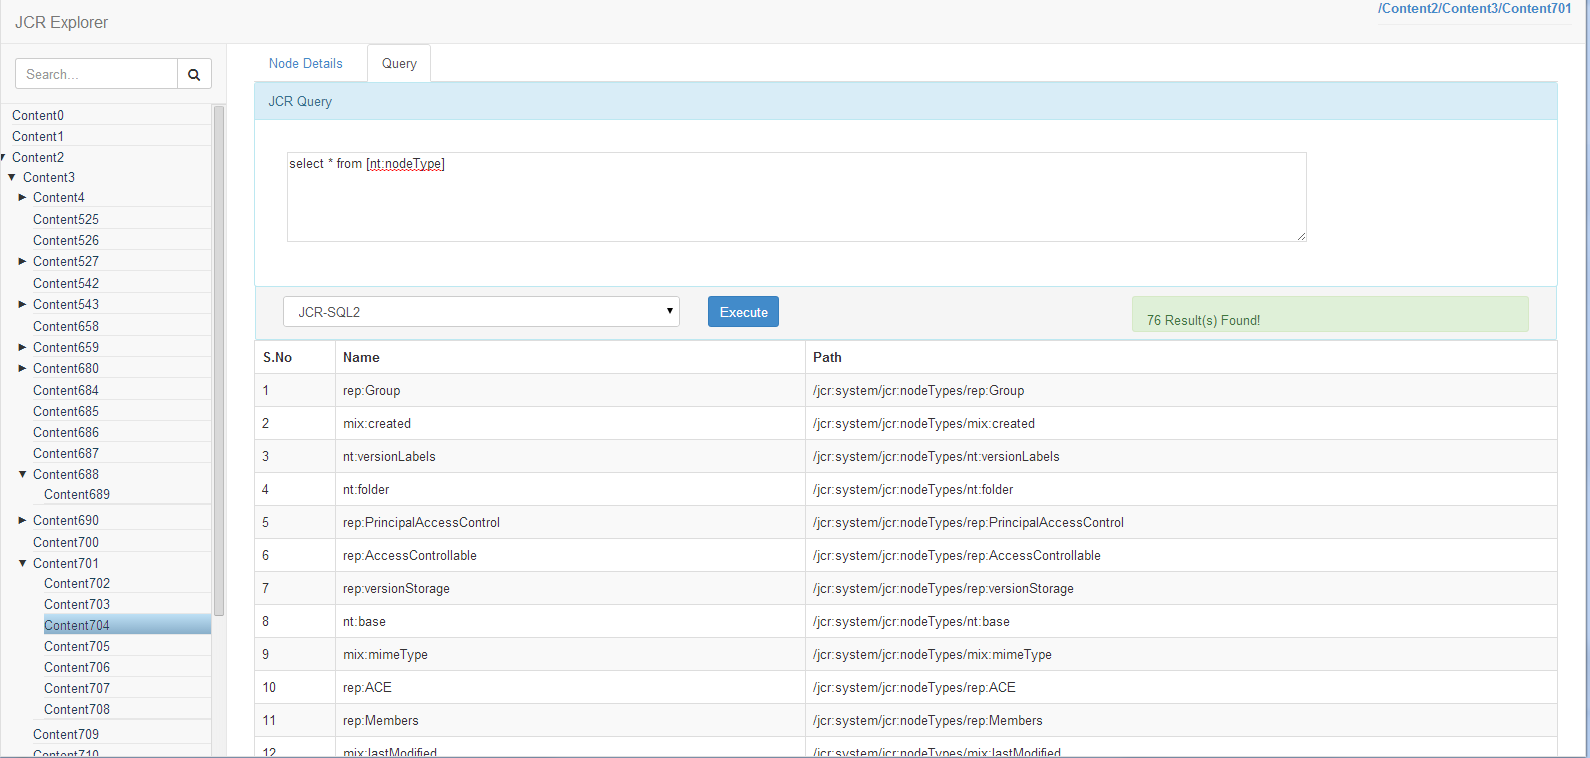 JCR Explorer
/Content2/Content3/Content701
Search...
Content0
Content1
Content2
Content3
Content4
Content525
Content526
Content527
Content542
Content543
Content658
Content659
Content680
Content684
Content685
Content686
Content687
Content688
Content689
Content690
Content700
Content701
Content702
Content703
Content704
Content705
Content706
Content707
Content708
Content709
Content710
Node Details Query
JCR Query
select * from [nt:nodeType]
JCR-SQL2 Execute 76 Result(s) Found!
S.No Name Path
1 rep:Group /jcr:system/jcr:nodeTypes/rep:Group
2 mix:created /jcr:system/jcr:nodeTypes/mix:created
3 nt:versionLabels /jcr:system/jcr:nodeTypes/nt:versionLabels
4 nt:folder /jcr:system/jcr:nodeTypes/nt:folder
5 rep:PrincipalAccessControl /jcr:system/jcr:nodeTypes/rep:PrincipalAccessControl
6 rep:AccessControllable /jcr:system/jcr:nodeTypes/rep:AccessControllable
7 rep:versionStorage /jcr:system/jcr:nodeTypes/rep:versionStorage
8 nt:base /jcr:system/jcr:nodeTypes/nt:base
9 mix:mimeType /jcr:system/jcr:nodeTypes/mix:mimeType
10 rep:ACE /jcr:system/jcr:nodeTypes/rep:ACE
11 rep:Members /jcr:system/jcr:nodeTypes/rep:Members
12 mix:lastModified /jcr:system/jcr:nodeTypes/mix:lastModified